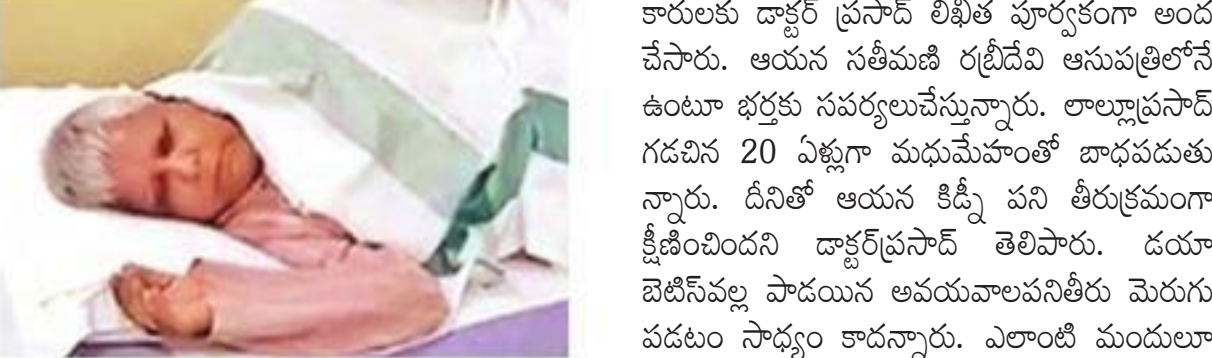 కారులకు డాక్టర్ ప్రసాద్ లిఖిత పూర్వకంగా అంద
చేసారు. ఆయన సతీమణి రబ్రీదేవి ఆసుపత్రిలోనే
ఉంటూ భర్తకు సపర్యలుచేస్తున్నారు. లాల్లూప్రసాద్
గడచిన 20 ఏళ్లుగా మధుమేహంతో బాధపడుతు
న్నారు. దీనితో ఆయన కిడ్నీ పని తీరుక్రమంగా
క్షీణించిందని డాక్టర్‌ప్రసాద్ తెలిపారు. డయా
బెటిస్‌వల్ల పాడయిన అవయవాలపనితీరు మెరుగు
పడటం సాధ్యం కాదన్నారు. ఎలాంటి మందులూ